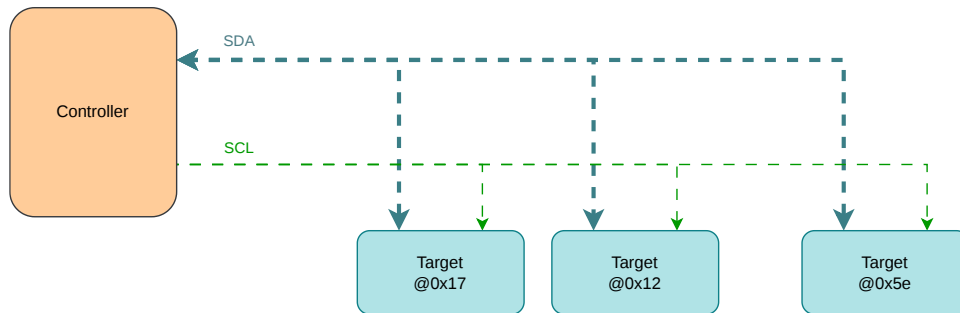 SDA
Controller
SCL
Target
@0x17
Target
@0x12
Target
@0x5e